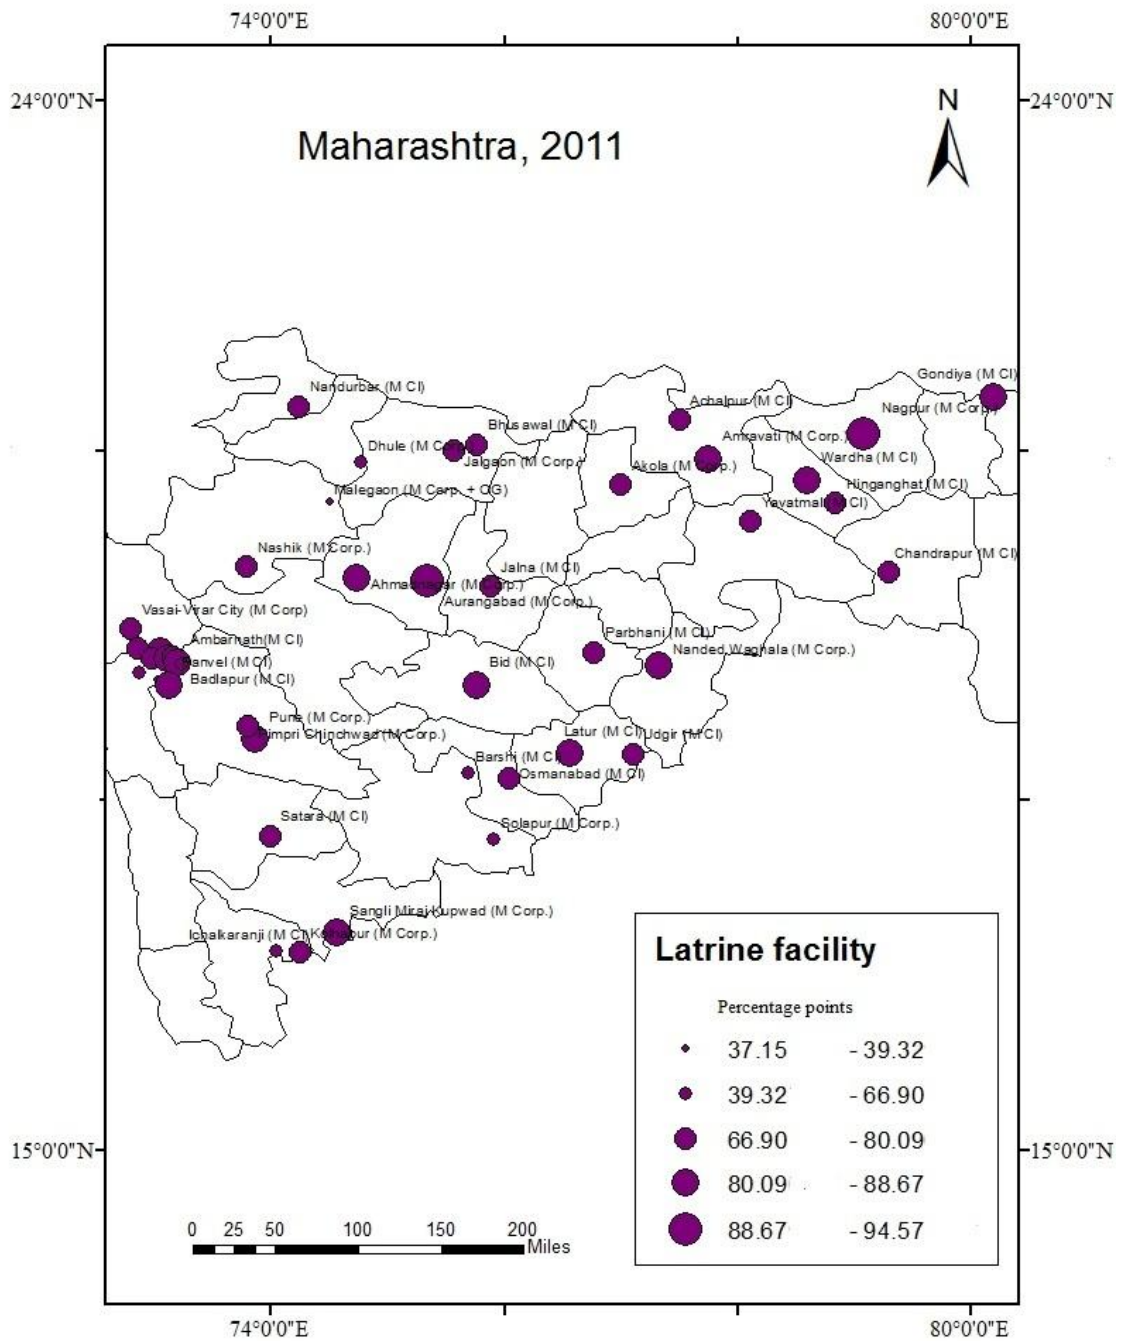 74°0'0"E 80°0'0"E
24°0'0"N 24°0'0"N
N
Maharashtra, 2011
Gondiya (M Cl)
Nandurbar (M Cl)
Achalpur (M Cl)
Nagpur (M Corp.)
Bhusawal (M Cl)
Amravati (M Corp.)
Dhule (M Corp.)
Jalgaon (M Corp.)
Akola (M Corp.)
Wardha (M Cl)
Malegaon (M Corp. + OG)
Hinganghat (M Cl)
Yavatmal (M Cl)
Nashik (M Corp.)
Chandrapur (M Cl)
Jalna (M Cl)
Ahmadnagar (M Corp.)
Aurangabad (M Corp.)
Vasai-Virar City (M Corp)
Parbhani (M Cl)
Ambarnath(M Cl)
Nanded Waghala (M Corp.)
Panvel (M Cl)
Bid (M Cl)
Badlapur (M Cl)
Pune (M Corp.)
Pimpri Chinchwad (M Corp.)
Latur (M Cl)
Udgir (M Cl)
Barshi (M Cl)
Osmanabad (M Cl)
Satara (M Cl)
Solapur (M Corp.)
Sangli Miraj Kupwad (M Corp.)
Ichalkaranji (M Cl)
Kolhapur (M Corp.)
Latrine facility
Percentage points
37.15 - 39.32
39.32 - 66.90
66.90 - 80.09
80.09 - 88.67
88.67 - 94.57
15°0'0"N 15°0'0"N
0 25 50 100 150 200
Miles
74°0'0"E 80°0'0"E